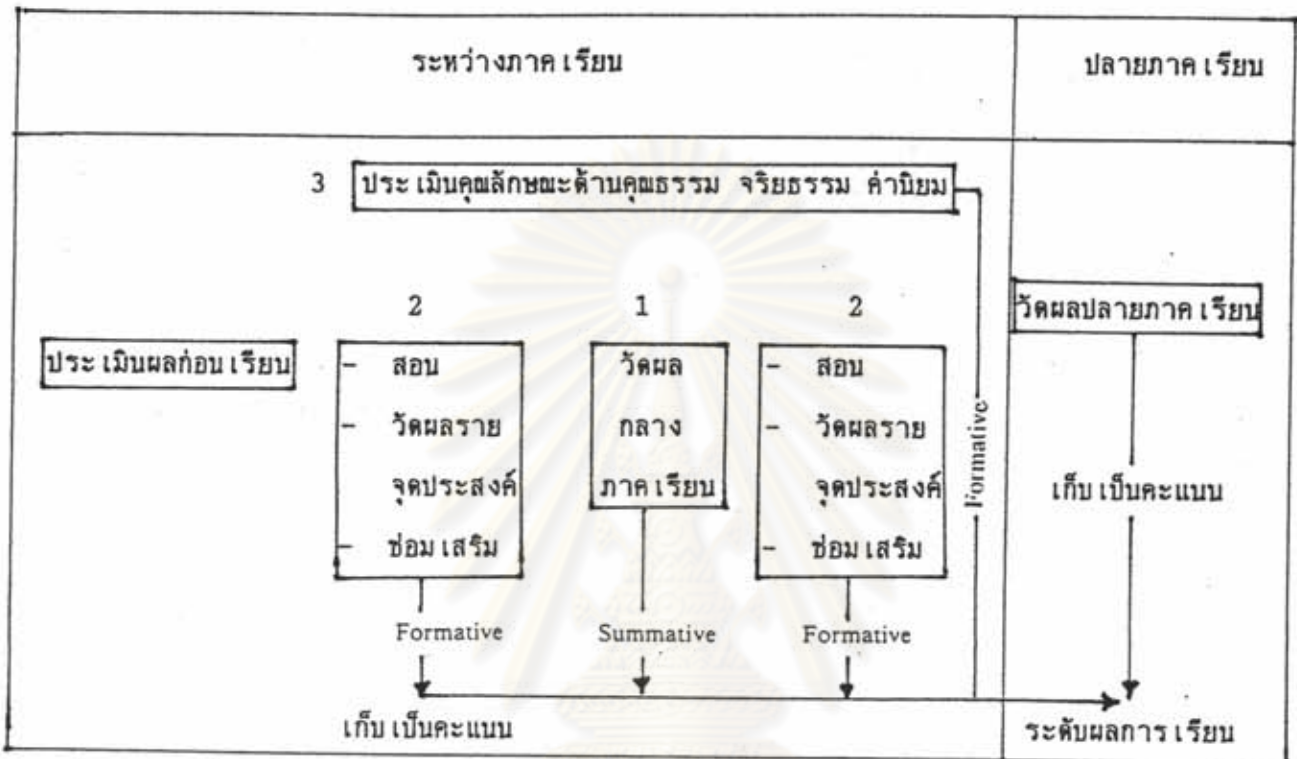 ระหว่างภาคเรียน
ปลายภาคเรียน
3 ประเมินคุณลักษณะด้านคุณธรรม จริยธรรม ค่านิยม
วัดผลปลายภาคเรียน
2 1 2
ประเมินผลก่อนเรียน
- สอน
- วัดผลราย
จุดประสงค์
- ซ่อมเสริม
วัดผล
กลาง
ภาคเรียน
- สอน
- วัดผลราย
จุดประสงค์
- ซ่อมเสริม
Formative
เก็บเป็นคะแนน
Formative Summative Formative
เก็บเป็นคะแนน
ระดับผลการเรียน